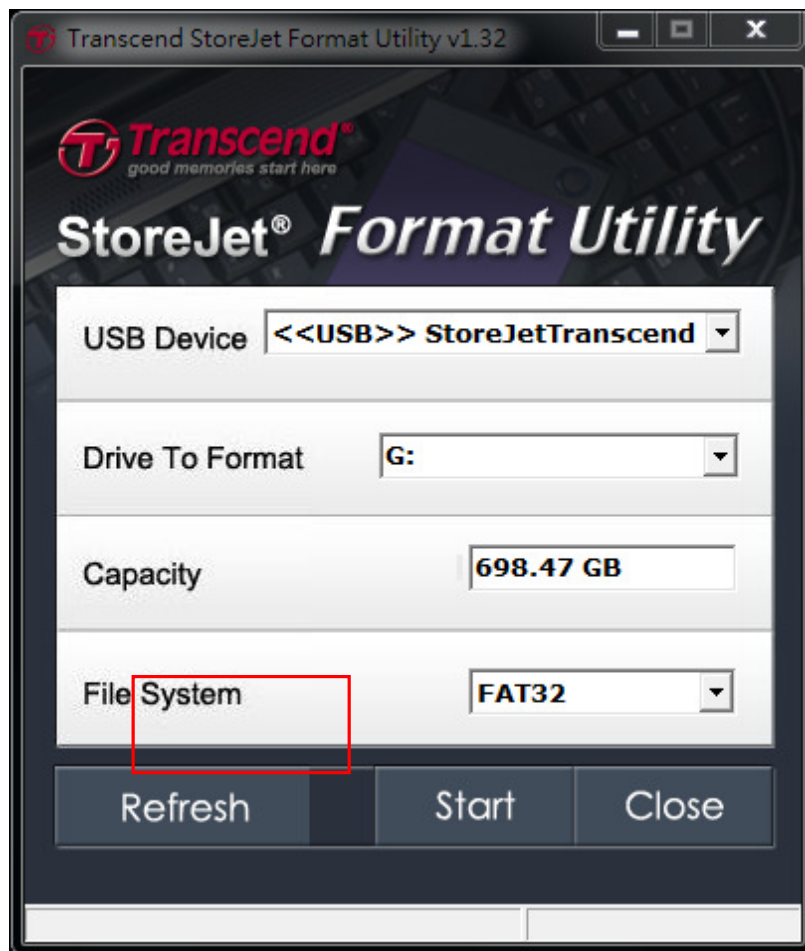 Transcend StoreJet Format Utility v1.32
Transcend®
good memories start here
StoreJet® Format Utility
USB Device <<USB>> StoreJetTranscend
Drive To Format G:
Capacity 698.47 GB
File System FAT32
Refresh Start Close